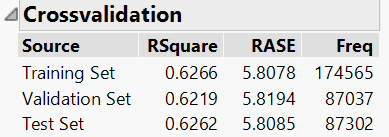 Crossvalidation
Source RSquare RASE Freq
Training Set 0.6266 5.8078 174565
Validation Set 0.6219 5.8194 87037
Test Set 0.6262 5.8085 87302